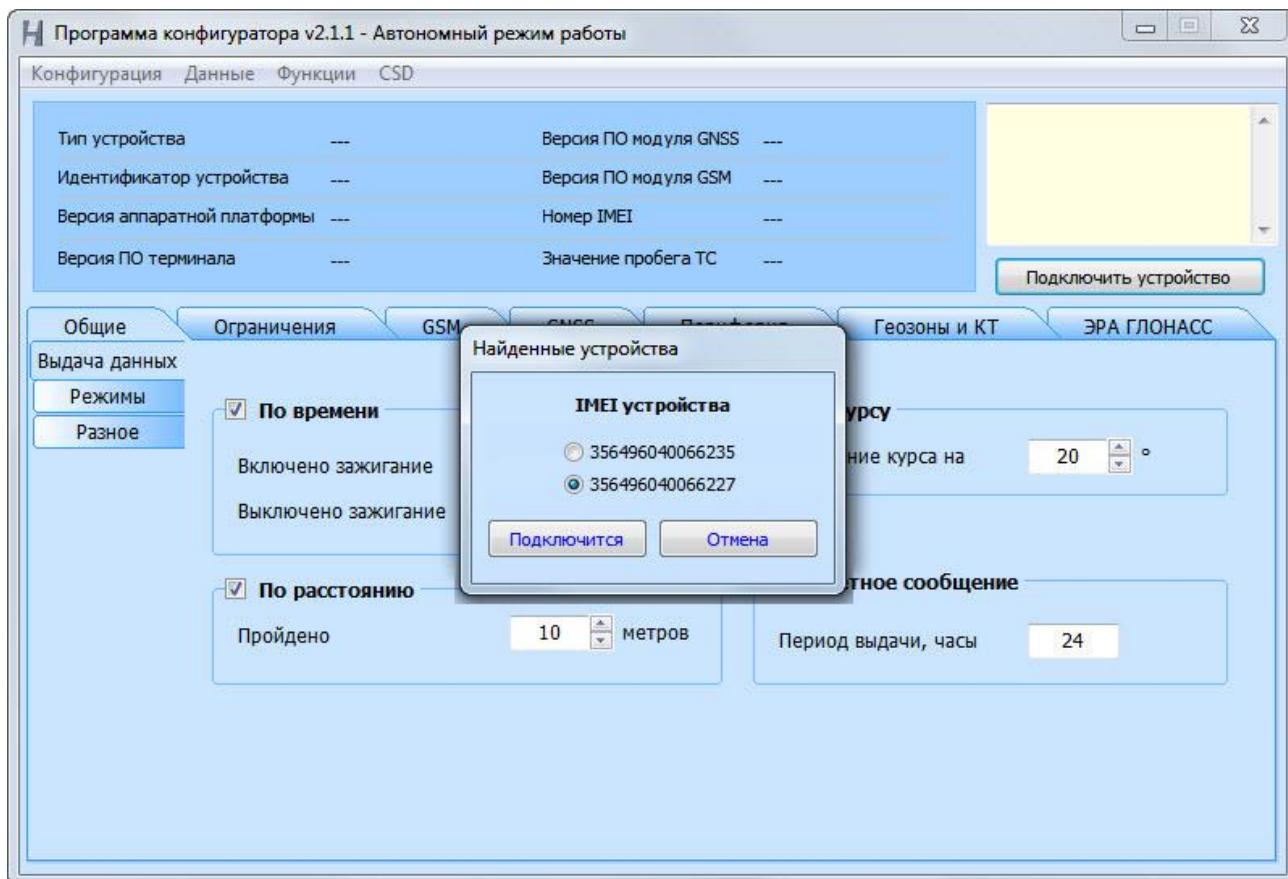 Программа конфигуратора v2.1.1 - Автономный режим работы
Конфигурация Данные Функции CSD
Тип устройства --- Версия ПО модуля GNSS ---
Идентификатор устройства --- Версия ПО модуля GSM ---
Версия аппаратной платформы --- Номер IMEI ---
Версия ПО терминала --- Значение пробега ТС ---
Подключить устройство
Общие Ограничения GSM Геозоны и КТ ЭРА ГЛОНАСС
Выдача данных
Режимы
Разное
По времени
Включено зажигание
Выключено зажигание
Найденные устройства
IMEI устройства
356496040066235
356496040066227
Подключится Отмена
урсу
ние курса на 20 °
По расстоянию
Пройдено 10 метров
тное сообщение
Период выдачи, часы 24